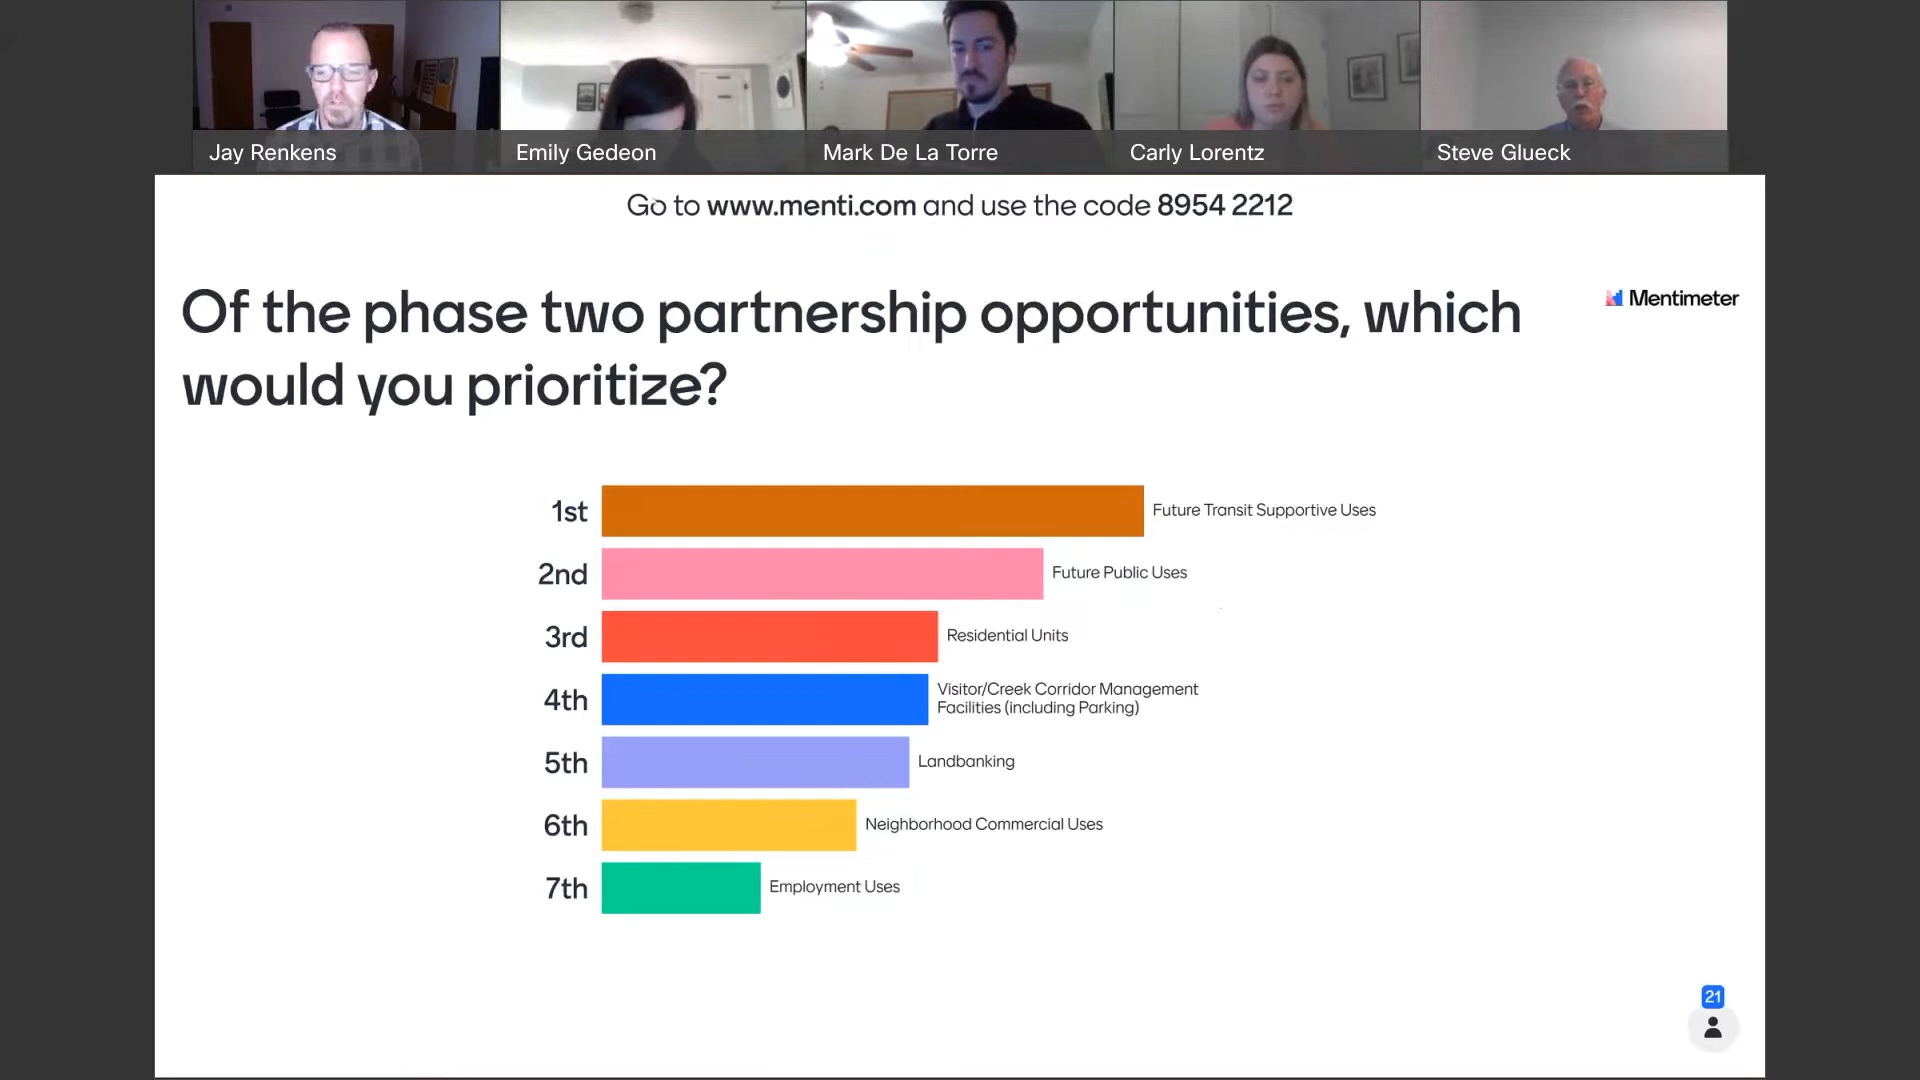 Jay Renkens
Emily Gedeon
Mark De La Torre
Carly Lorentz
Steve Glueck
Go to www.menti.com and use the code 8954 2212
Of the phase two partnership opportunities, which
would you prioritize?
Mentimeter
1st
Future Transit Supportive Uses
2nd
Future Public Uses
3rd
Residential Units
4th
Visitor/Creek Corridor Management
Facilities (including Parking)
5th
Landbanking
6th
Neighborhood Commercial Uses
7th
Employment Uses
21